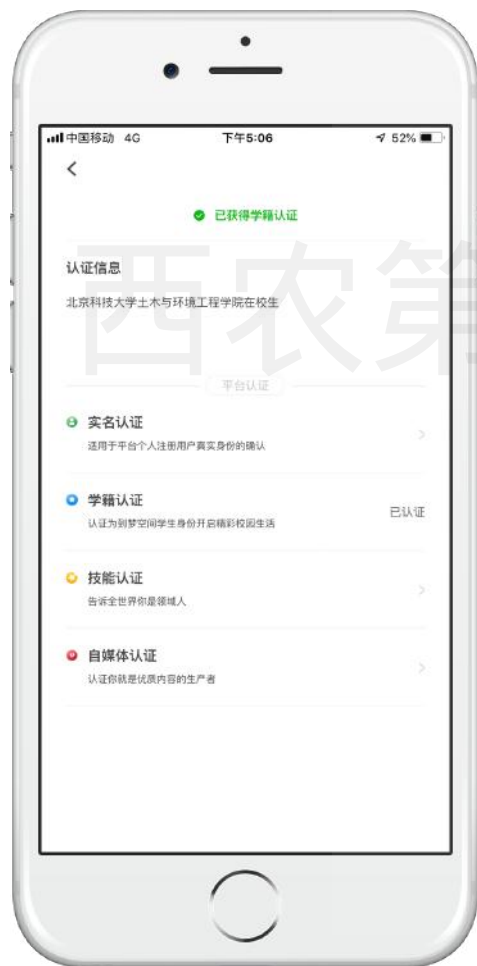 中国移动 4G 下午5:06 52%
已获得学籍认证
认证信息
北京科技大学土木与环境工程学院在校生
平台认证
实名认证
适用于平台个人注册用户真实身份的确认
学籍认证
已认证
认证为到梦空间学生身份开启精彩校园生活
技能认证
告诉全世界你是领域人
自媒体认证
认证你就是优质内容的生产者
西农第